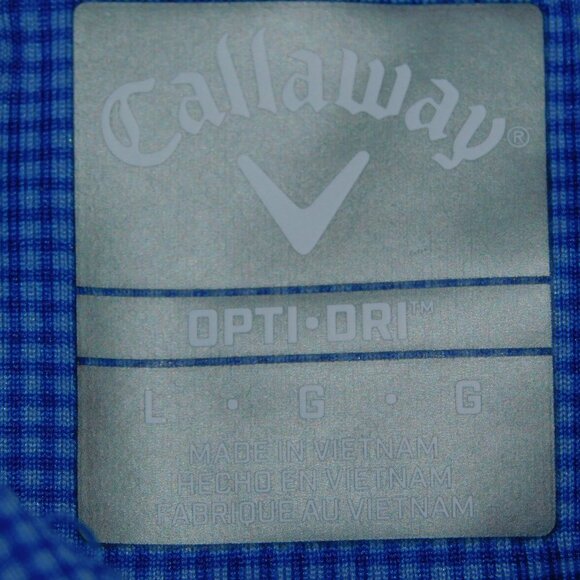 Callaway®
OPTI•DRI™
L • G • G
MADE IN VIETNAM
HECHO EN VIETNAM
FABRIQUE AU VIETNAM